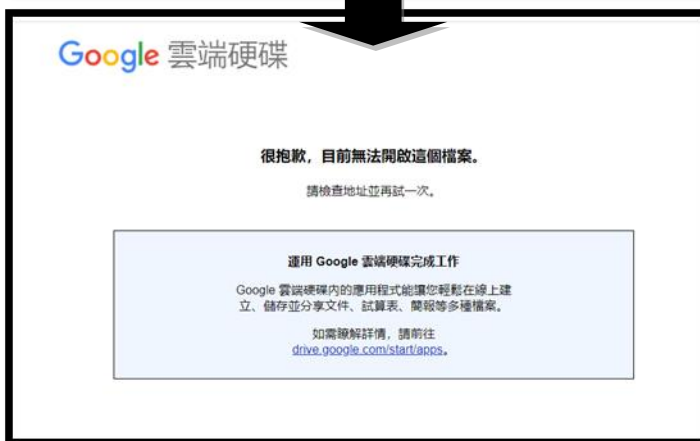 Google 雲端硬碟
很抱歉，目前無法開啟這個檔案。
請檢查地址並再試一次。
運用 Google 雲端硬碟完成工作
Google 雲端硬碟內的應用程式能讓您輕鬆在線上建
立、儲存並分享文件、試算表、簡報等多種檔案。
如需瞭解詳情，請前往
drive.google.com/start/apps。